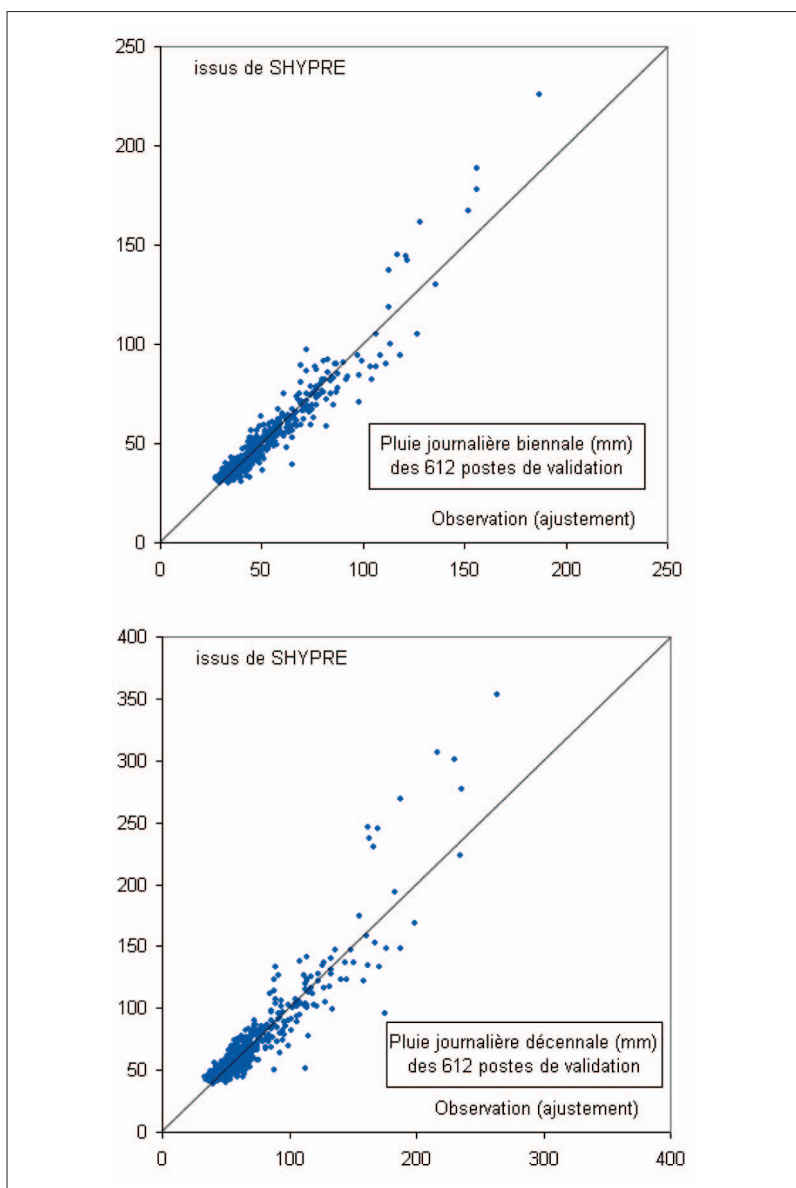 250
200
150
100
50
0
issus de SHYPRE
Pluie journalière biennale (mm)
des 612 postes de validation
Observation (ajustement)
0 50 100 150 200 250
400
350
300
250
200
150
100
50
0
issus de SHYPRE
Pluie journalière décennale (mm)
des 612 postes de validation
Observation (ajustement)
0 100 200 300 400